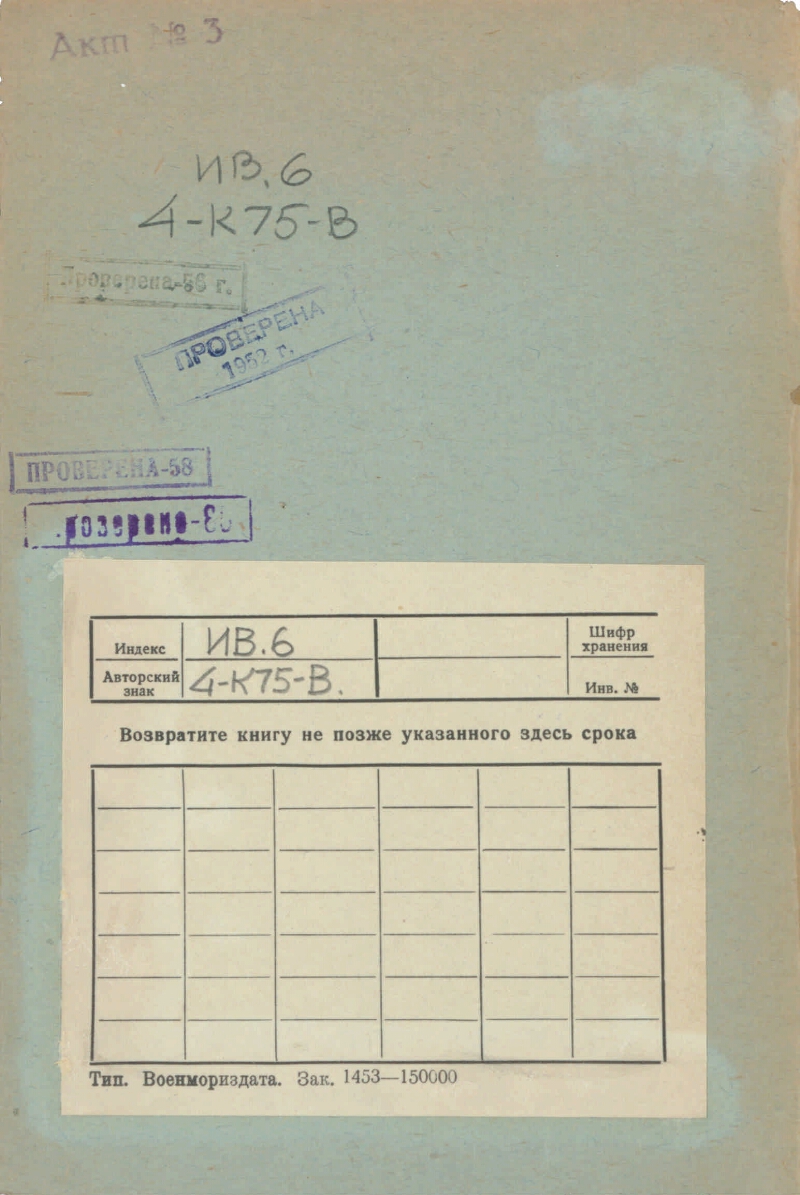 Акт № 3
ИВ.6
4-К75-В
Проверена-56 г.
ПРОВЕРЕНА
1952 г.
ПРОВЕРЕНА-58
Индекс ИВ.6 Шифр хранения
Авторский знак 4-К75-В. Инв. №
Возвратите книгу не позже указанного здесь срока
Тип. Воениздата. Зак. 1453—150000